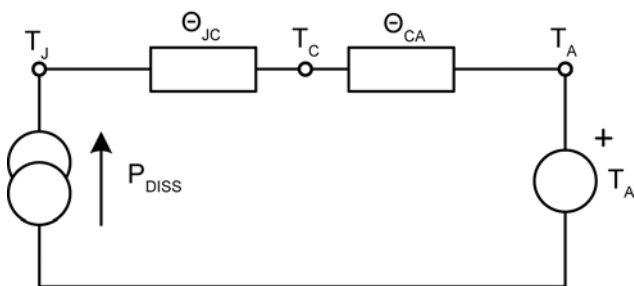 Θ_JC
Θ_CA
T_J
T_C
T_A
+
P_DISS
T_A